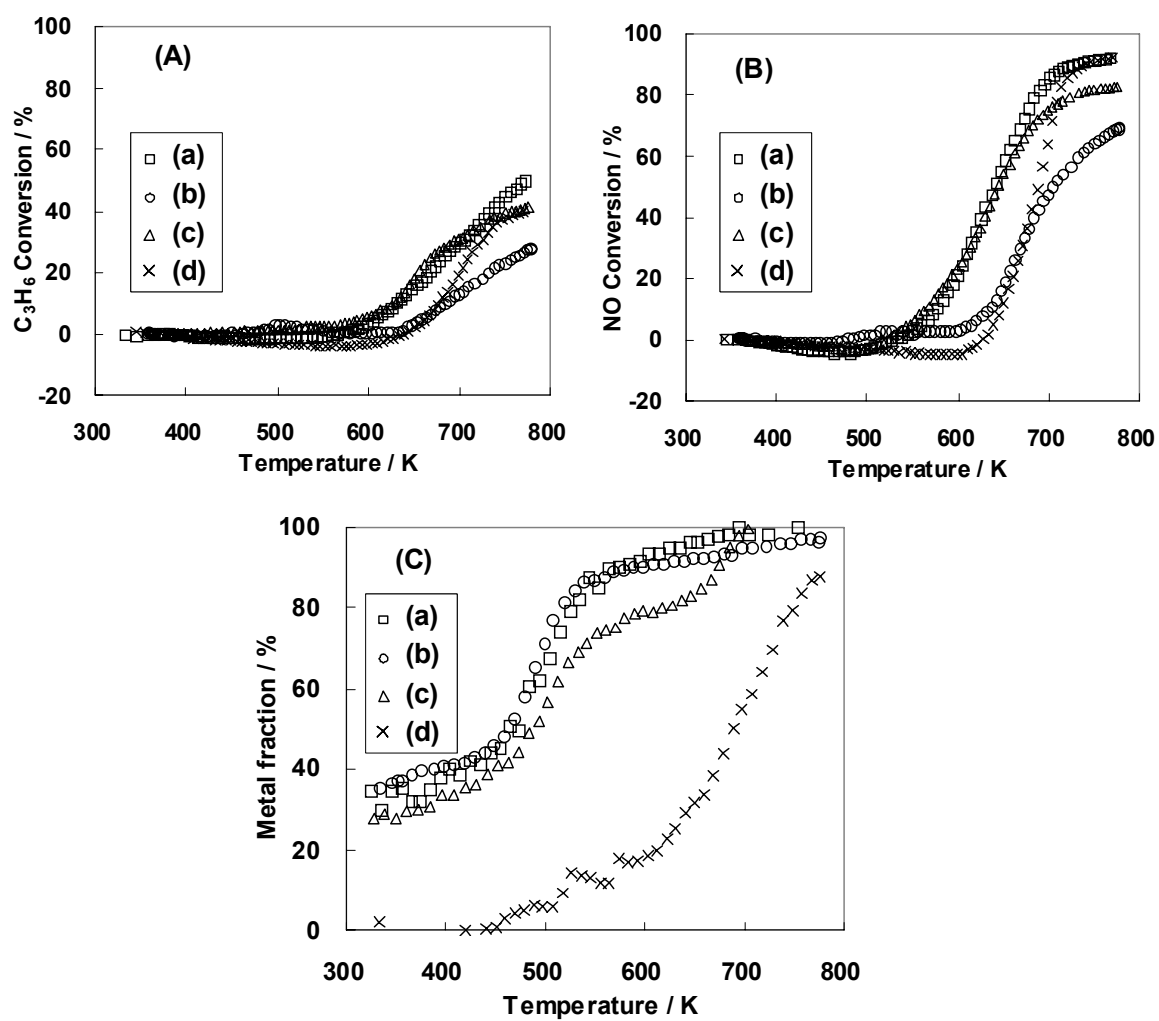 (A)
C3H6 Conversion / %
100
80
60
40
20
0
-20
(a)
(b)
(c)
(d)
300 400 500 600 700 800
Temperature / K
(B)
NO Conversion / %
100
80
60
40
20
0
-20
(a)
(b)
(c)
(d)
300 400 500 600 700 800
Temperature / K
(C)
Metal fraction / %
100
80
60
40
20
0
(a)
(b)
(c)
(d)
300 400 500 600 700 800
Temperature / K